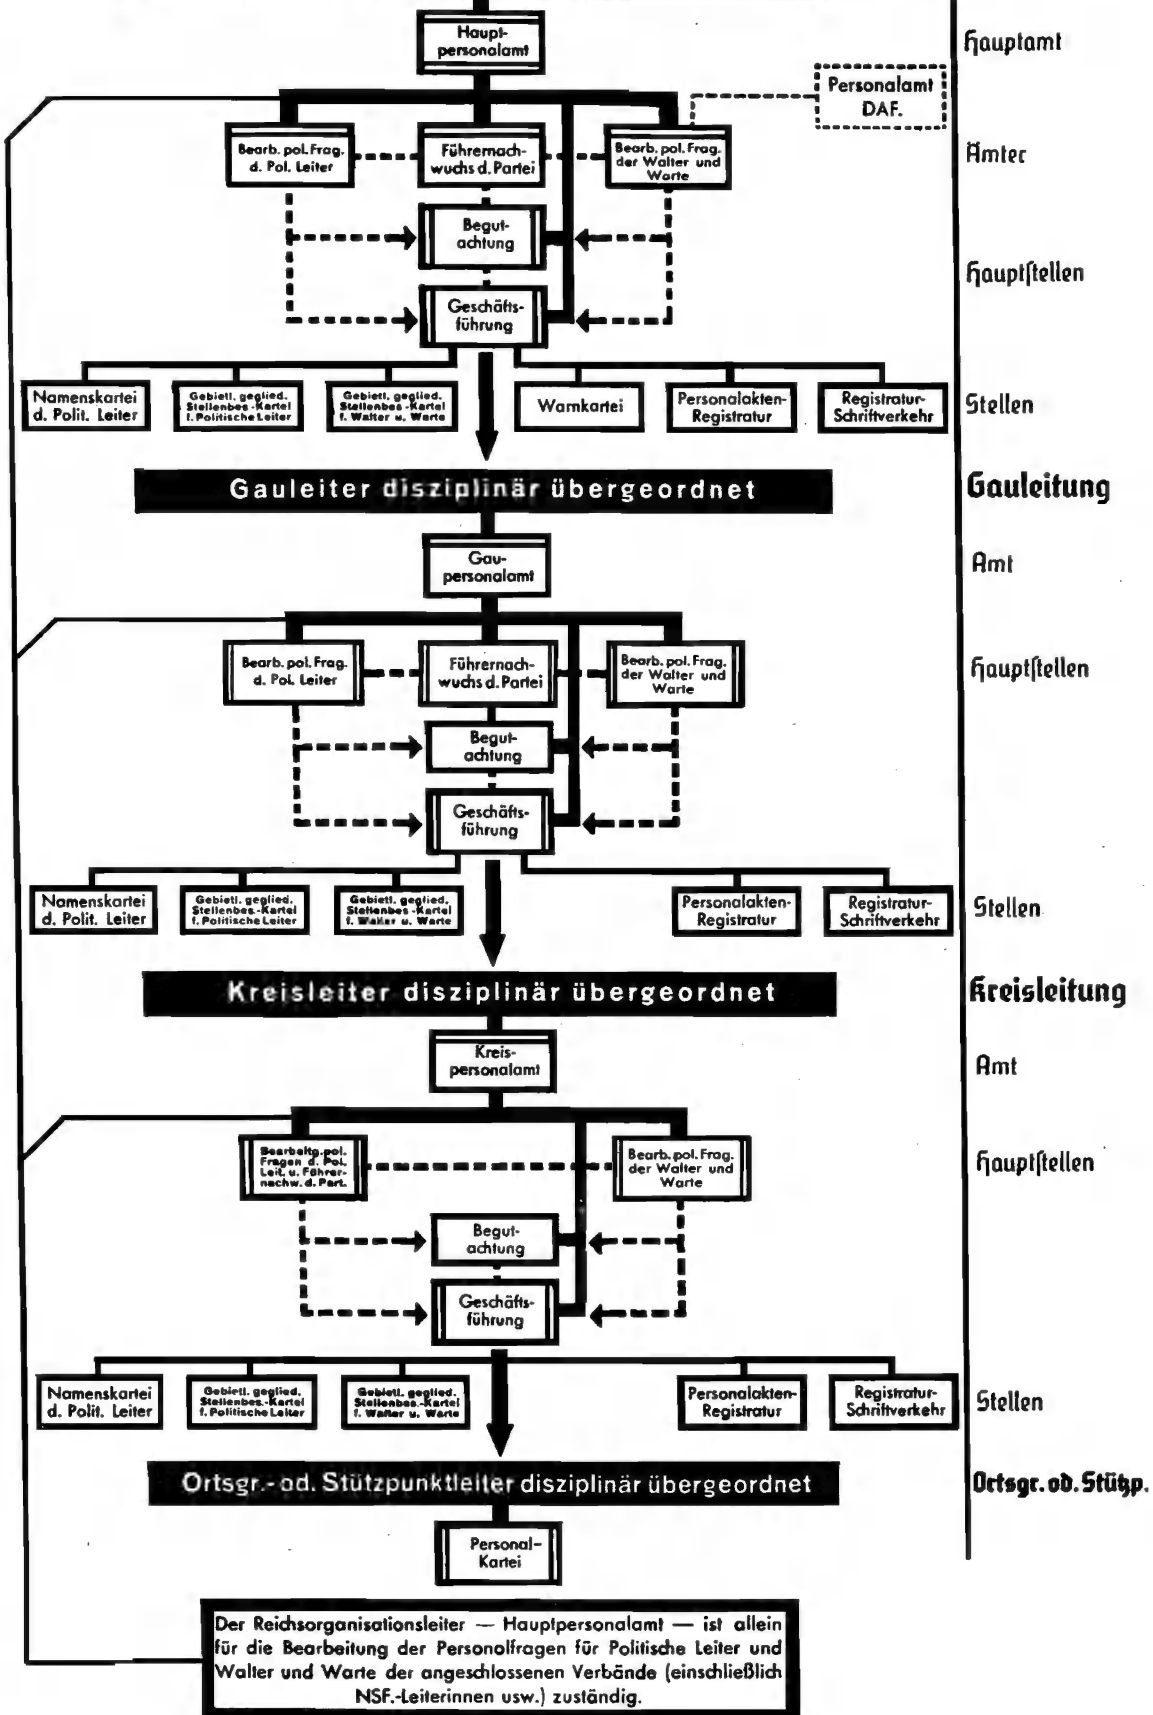 Haupt-
personalamt
Hauptamt
Personalamt
DAF.
Bearb. pol. Frag.
d. Pol. Leiter
Führernach-
wuchs d. Partei
Bearb. pol. Frag.
der Walter und
Warte
Ämter
Begut-
achtung
Hauptstellen
Geschäfts-
führung
Namenskartei
d. Polit. Leiter
Gebietl. geglied.
Stellenbes.-Kartei
f. Politische Leiter
Gebietl. geglied.
Stellenbes.-Kartei
f. Walter u. Warte
Warnkartei
Personalakten-
Registratur
Registratur-
Schriftverkehr
Stellen
Gauleiter disziplinär übergeordnet
Gauleitung
Gau-
personalamt
Amt
Bearb. pol. Frag.
d. Pol. Leiter
Führernach-
wuchs d. Partei
Bearb. pol. Frag.
der Walter und
Warte
Hauptstellen
Begut-
achtung
Geschäfts-
führung
Namenskartei
d. Polit. Leiter
Gebietl. geglied.
Stellenbes.-Kartei
f. Politische Leiter
Gebietl. geglied.
Stellenbes.-Kartei
f. Walter u. Warte
Personalakten-
Registratur
Registratur-
Schriftverkehr
Stellen
Kreisleiter disziplinär übergeordnet
Kreisleitung
Kreis-
personalamt
Amt
Bearbeitg. pol.
Fragen d. Pol.
Leit. u. Führer-
nachw. d. Part.
Bearb. pol. Frag.
der Walter und
Warte
Hauptstellen
Begut-
achtung
Geschäfts-
führung
Namenskartei
d. Polit. Leiter
Gebietl. geglied.
Stellenbes.-Kartei
f. Politische Leiter
Gebietl. geglied.
Stellenbes.-Kartei
f. Walter u. Warte
Personalakten-
Registratur
Registratur-
Schriftverkehr
Stellen
Ortsgr.- od. Stützpunktleiter disziplinär übergeordnet
Ortsgr. od. Stützp.
Personal-
Kartei
Der Reichsorganisationsleiter — Hauptpersonalamt — ist allein
für die Bearbeitung der Personolfragen für Politische Leiter und
Walter und Warte der angeschlossenen Verbände (einschließlich
NSF.-Leiterinnen usw.) zuständig.